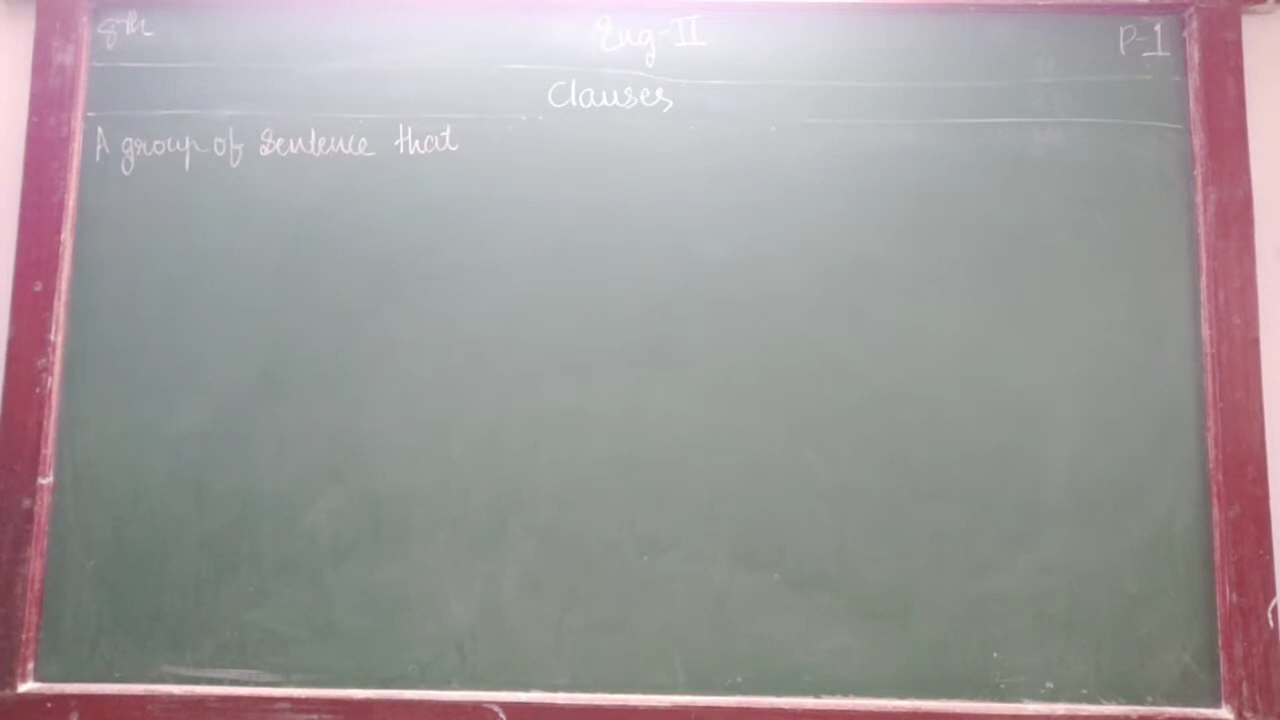 8th Eng-II P-1
Clauses
A group of Sentence that